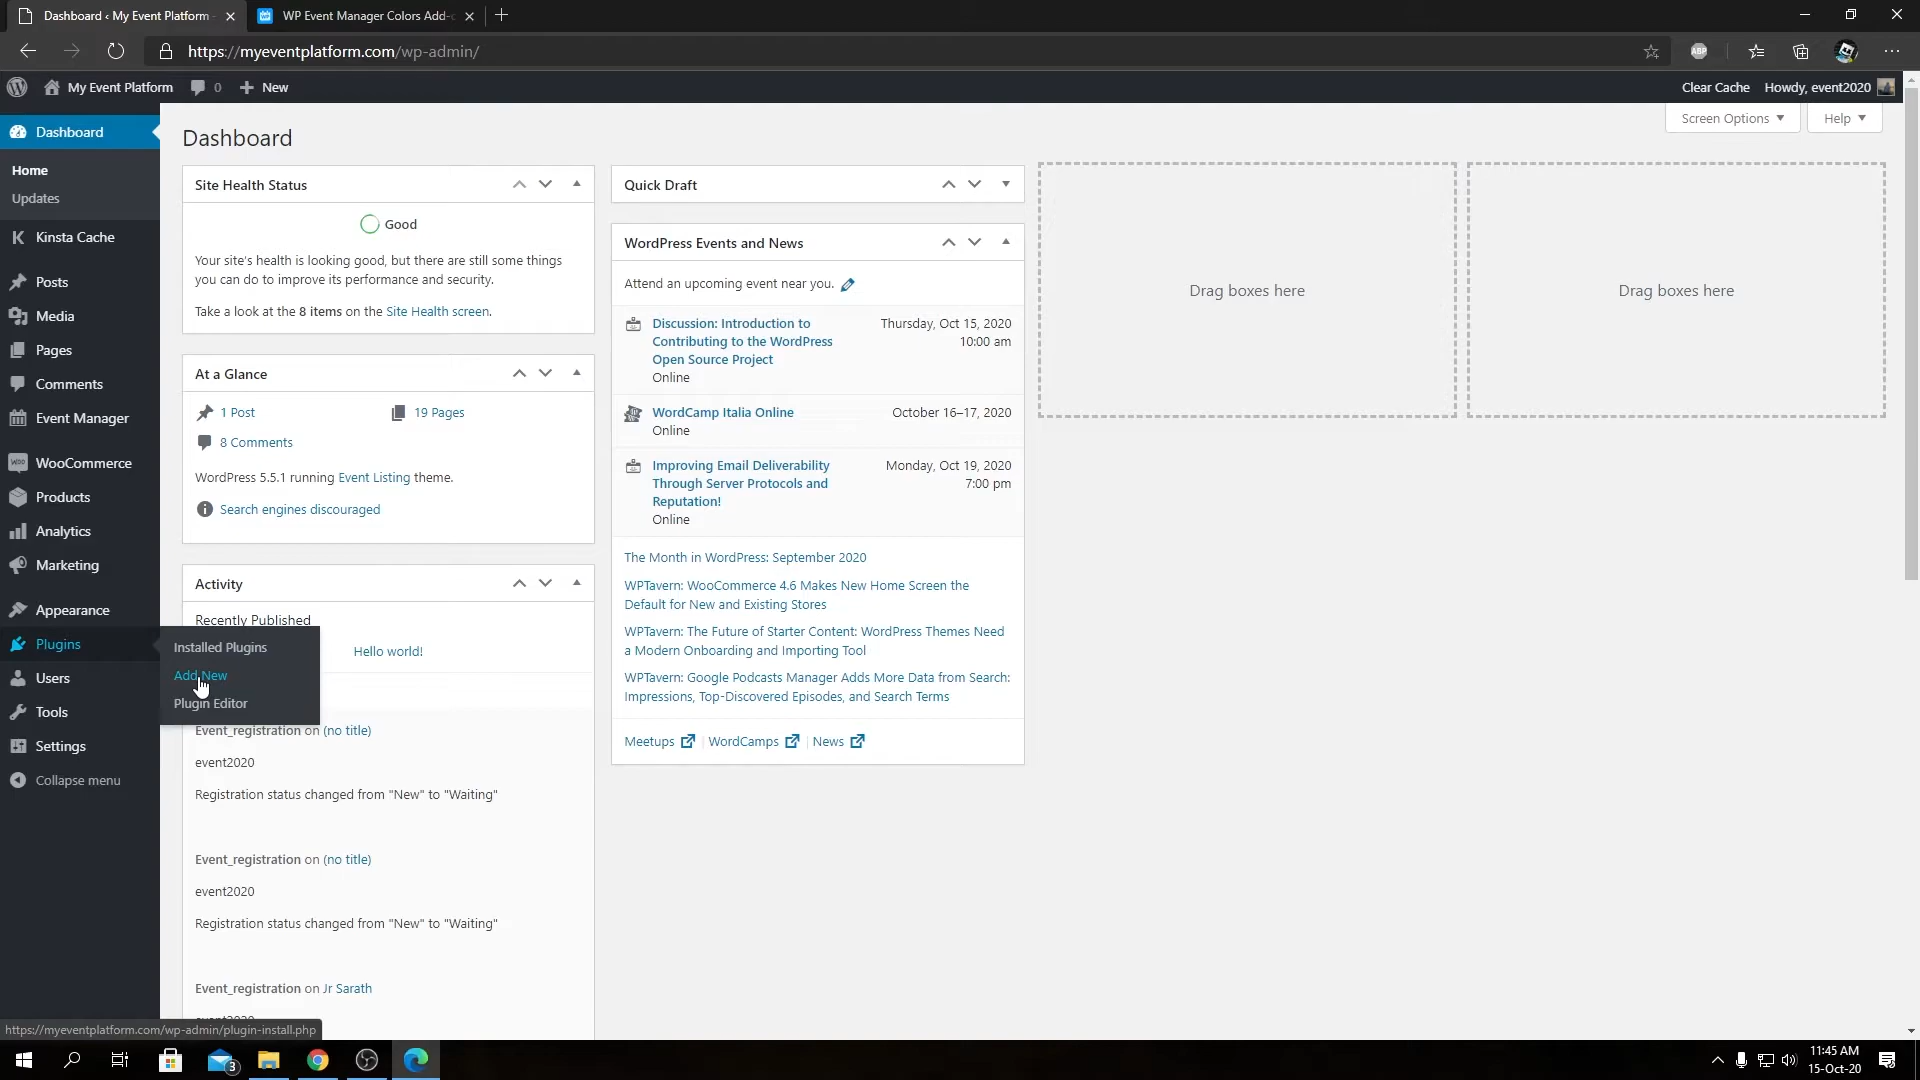 Dashboard ‹ My Event Platform
WP Event Manager Colors Add-
https://myeventplatform.com/wp-admin/
ABP
My Event Platform
0
New
Clear Cache
Howdy, event2020
Dashboard
Home
Updates
Kinsta Cache
Posts
Media
Pages
Comments
Event Manager
WooCommerce
Products
Analytics
Marketing
Appearance
Plugins
Users
Tools
Settings
Collapse menu
Installed Plugins
Add New
Plugin Editor
Screen Options
Help
Dashboard
Site Health Status
Good
Your site's health is looking good, but there are still some things
you can do to improve its performance and security.
Take a look at the 8 items on the Site Health screen.
At a Glance
1 Post
19 Pages
8 Comments
WordPress 5.5.1 running Event Listing theme.
Search engines discouraged
Activity
Recently Published
Hello world!
Event_registration on (no title)
event2020
Registration status changed from "New" to "Waiting"
Event_registration on (no title)
event2020
Registration status changed from "New" to "Waiting"
Event_registration on Jr Sarath
Quick Draft
WordPress Events and News
Attend an upcoming event near you.
Discussion: Introduction to
Contributing to the WordPress
Open Source Project
Online
Thursday, Oct 15, 2020
10:00 am
WordCamp Italia Online
Online
October 16–17, 2020
Improving Email Deliverability
Through Server Protocols and
Reputation!
Online
Monday, Oct 19, 2020
7:00 pm
The Month in WordPress: September 2020
WPTavern: WooCommerce 4.6 Makes New Home Screen the
Default for New and Existing Stores
WPTavern: The Future of Starter Content: WordPress Themes Need
a Modern Onboarding and Importing Tool
WPTavern: Google Podcasts Manager Adds More Data from Search:
Impressions, Top-Discovered Episodes, and Search Terms
Meetups | WordCamps | News
Drag boxes here
Drag boxes here
https://myeventplatform.com/wp-admin/plugin-install.php
3
11:45 AM
15-Oct-20